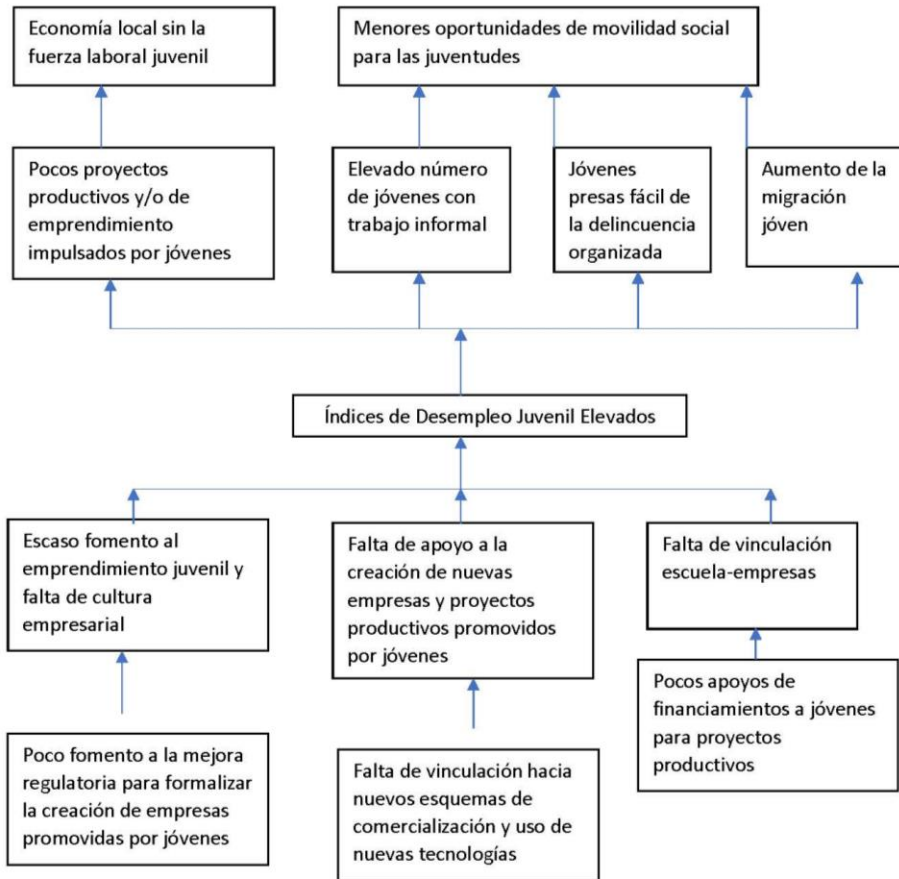 Economía local sin la
fuerza laboral juvenil
Menores oportunidades de movilidad social
para las juventudes
Pocos proyectos
productivos y/o de
emprendimiento
impulsados por jóvenes
Elevado número
de jóvenes con
trabajo informal
Jóvenes
presas fácil de
la delincuencia
organizada
Aumento de la
migración
jóven
Índices de Desempleo Juvenil Elevados
Escaso fomento al
emprendimiento juvenil y
falta de cultura
empresarial
Falta de apoyo a la
creación de nuevas
empresas y proyectos
productivos promovidos
por jóvenes
Falta de vinculación
escuela-empresas
Poco fomento a la mejora
regulatoria para formalizar
la creación de empresas
promovidas por jóvenes
Falta de vinculación hacia
nuevos esquemas de
comercialización y uso de
nuevas tecnologías
Pocos apoyos de
financiamientos a jóvenes
para proyectos
productivos